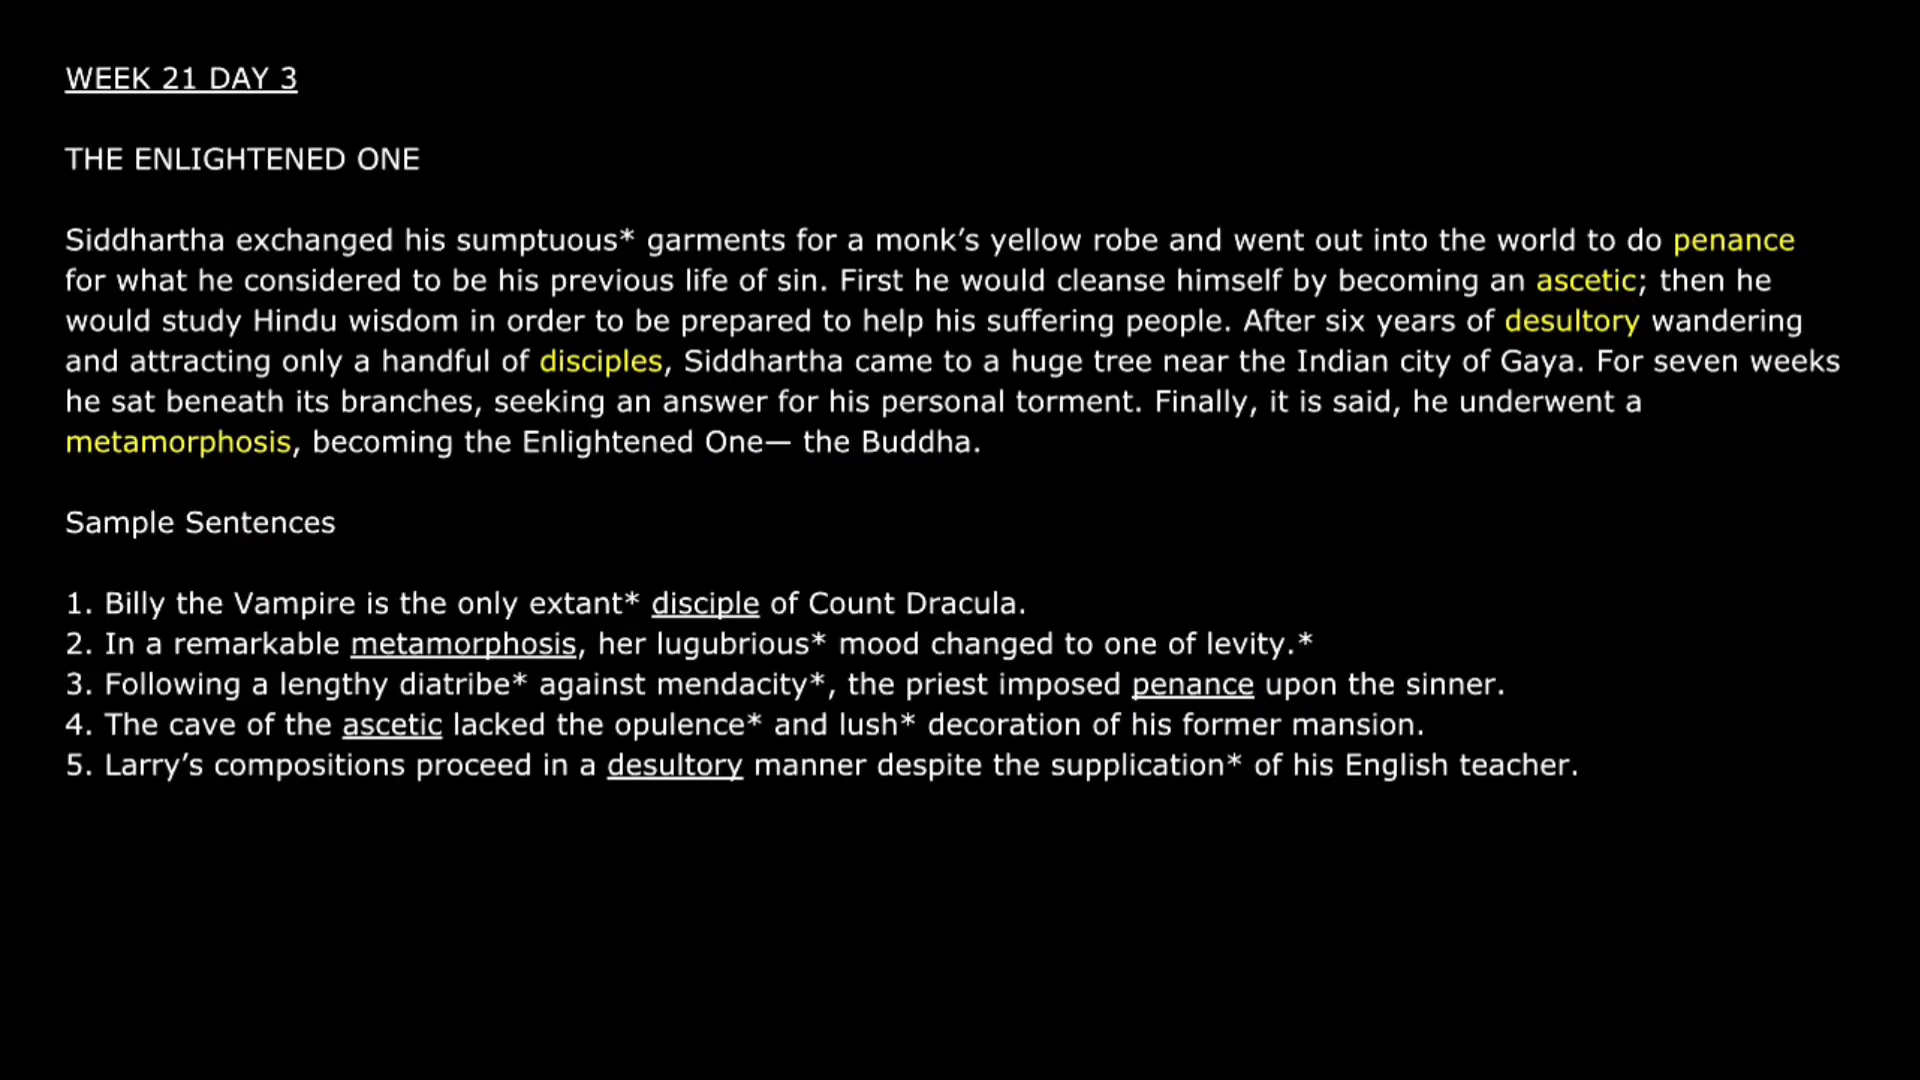 WEEK 21 DAY 3
THE ENLIGHTENED ONE
Siddhartha exchanged his sumptuous* garments for a monk’s yellow robe and went out into the world to do penance
for what he considered to be his previous life of sin. First he would cleanse himself by becoming an ascetic; then he
would study Hindu wisdom in order to be prepared to help his suffering people. After six years of desultory wandering
and attracting only a handful of disciples, Siddhartha came to a huge tree near the Indian city of Gaya. For seven weeks
he sat beneath its branches, seeking an answer for his personal torment. Finally, it is said, he underwent a
metamorphosis, becoming the Enlightened One— the Buddha.
Sample Sentences
1. Billy the Vampire is the only extant* disciple of Count Dracula.
2. In a remarkable metamorphosis, her lugubrious* mood changed to one of levity.*
3. Following a lengthy diatribe* against mendacity*, the priest imposed penance upon the sinner.
4. The cave of the ascetic lacked the opulence* and lush* decoration of his former mansion.
5. Larry’s compositions proceed in a desultory manner despite the supplication* of his English teacher.